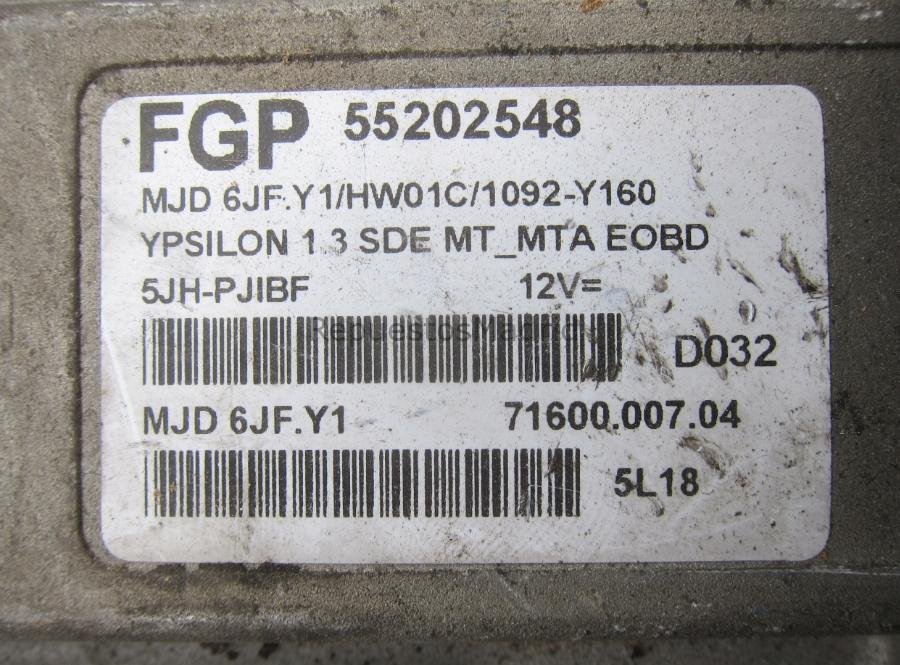 FGP 55202548
MJD 6JF.Y1/HW01C/1092-Y160
YPSILON 1.3 SDE MT_MTA EOBD
5JH-PJIBF 12V=
RepuestosMadrid
D032
MJD 6JF.Y1 71600.007.04
5L18